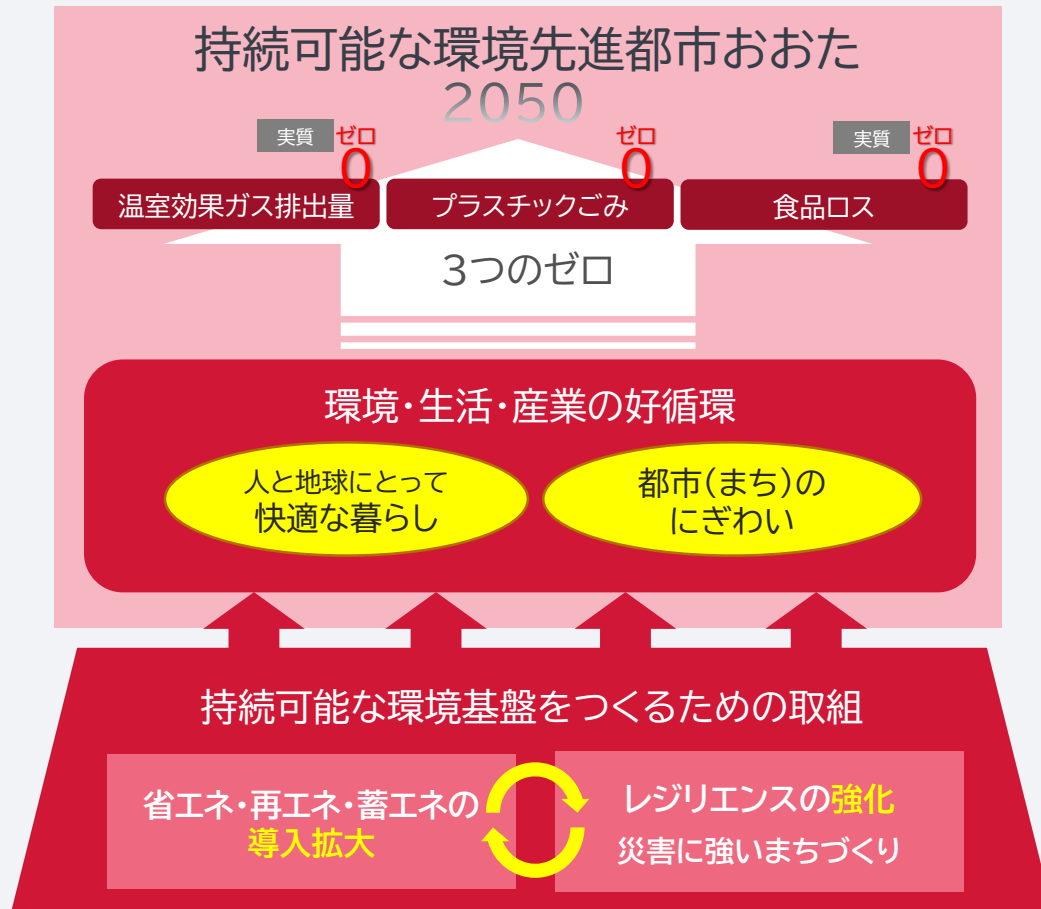 持続可能な環境先進都市おおた
2050
実質
ゼロ
0
ゼロ
0
実質
ゼロ
0
温室効果ガス排出量
プラスチックごみ
食品ロス
3つのゼロ
環境・生活・産業の好循環
人と地球にとって
快適な暮らし
都市(まち)の
にぎわい
持続可能な環境基盤をつくるための取組
省エネ・再エネ・蓄エネの
導入拡大
レジリエンスの強化
災害に強いまちづくり